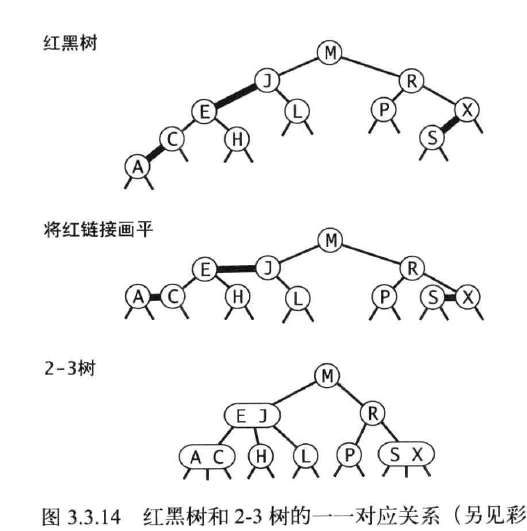 红黑树
M
J R
E L P X
C H S
A
将红链接画平
M
E J R
A C H L P S X
2-3树
M
E J R
A C H L P S X
图 3.3.14 红黑树和 2-3 树的一一对应关系（另见彩